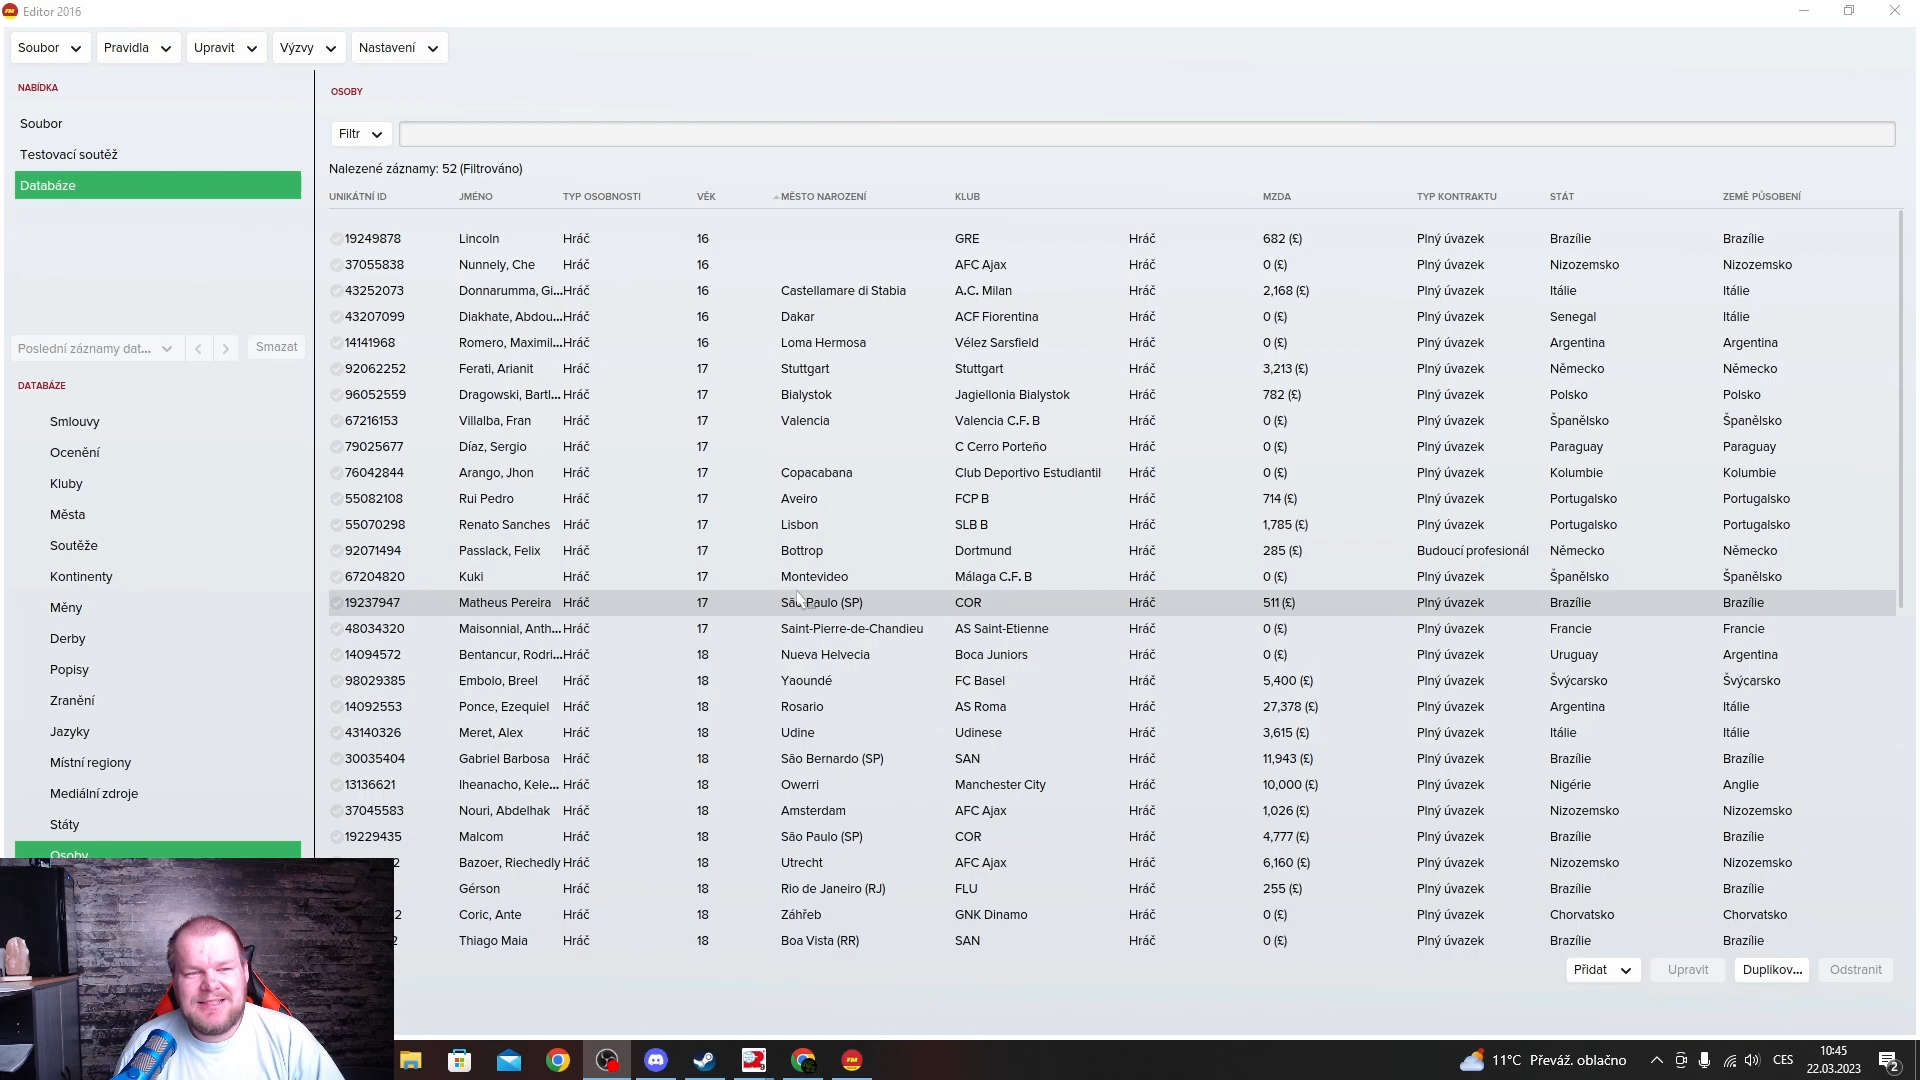 Editor 2016
Soubor Pravidla Upravit Výzvy Nastavení
NABÍDKA
Soubor
Testovací soutěž
Databáze
Poslední záznamy dat... Smazat
DATABÁZE
Smlouvy
Ocenění
Kluby
Města
Soutěže
Kontinenty
Měny
Derby
Popisy
Zranění
Jazyky
Místní regiony
Mediální zdroje
Státy
Osoby
OSOBY
Filtr
Nalezené záznamy: 52 (Filtrováno)
UNIKÁTNÍ ID JMÉNO TYP OSOBNOSTI VĚK MĚSTO NAROZENÍ KLUB MZDA TYP KONTRAKTU STÁT ZEMĚ PŮSOBENÍ
19249878 Lincoln Hráč 16 GRE Hráč 682 (£) Plný úvazek Brazílie Brazílie
37055838 Nunnely, Che Hráč 16 AFC Ajax Hráč 0 (£) Plný úvazek Nizozemsko Nizozemsko
43252073 Donnarumma, Gi... Hráč 16 Castellamare di Stabia A.C. Milan Hráč 2,168 (£) Plný úvazek Itálie Itálie
43207099 Diakhate, Abdou... Hráč 16 Dakar ACF Fiorentina Hráč 0 (£) Plný úvazek Senegal Itálie
14141968 Romero, Maximil... Hráč 16 Loma Hermosa Vélez Sarsfield Hráč 0 (£) Plný úvazek Argentina Argentina
92062252 Ferati, Arianit Hráč 17 Stuttgart Stuttgart Hráč 3,213 (£) Plný úvazek Německo Německo
96052559 Dragowski, Bartl... Hráč 17 Bialystok Jagiellonia Bialystok Hráč 782 (£) Plný úvazek Polsko Polsko
67216153 Villalba, Fran Hráč 17 Valencia Valencia C.F. B Hráč 0 (£) Plný úvazek Španělsko Španělsko
79025677 Díaz, Sergio Hráč 17 C Cerro Porteño Hráč 0 (£) Plný úvazek Paraguay Paraguay
76042844 Arango, Jhon Hráč 17 Copacabana Club Deportivo Estudiantil Hráč 0 (£) Plný úvazek Kolumbie Kolumbie
55082108 Rui Pedro Hráč 17 Aveiro FCP B Hráč 714 (£) Plný úvazek Portugalsko Portugalsko
55070298 Renato Sanches Hráč 17 Lisbon SLB B Hráč 1,785 (£) Plný úvazek Portugalsko Portugalsko
92071494 Passlack, Felix Hráč 17 Bottrop Dortmund Hráč 285 (£) Budoucí profesionál Německo Německo
67204820 Kuki Hráč 17 Montevideo Málaga C.F. B Hráč 0 (£) Plný úvazek Španělsko Španělsko
19237947 Matheus Pereira Hráč 17 São Paulo (SP) COR Hráč 511 (£) Plný úvazek Brazílie Brazílie
48034320 Maisonnial, Anth... Hráč 17 Saint-Pierre-de-Chandieu AS Saint-Etienne Hráč 0 (£) Plný úvazek Francie Francie
14094572 Bentancur, Rodri... Hráč 18 Nueva Helvecia Boca Juniors Hráč 0 (£) Plný úvazek Uruguay Argentina
98029385 Embolo, Breel Hráč 18 Yaoundé FC Basel Hráč 5,400 (£) Plný úvazek Švýcarsko Švýcarsko
14092553 Ponce, Ezequiel Hráč 18 Rosario AS Roma Hráč 27,378 (£) Plný úvazek Argentina Itálie
43140326 Meret, Alex Hráč 18 Udine Udinese Hráč 3,615 (£) Plný úvazek Itálie Itálie
30035404 Gabriel Barbosa Hráč 18 São Bernardo (SP) SAN Hráč 11,943 (£) Plný úvazek Brazílie Brazílie
13136621 Iheanacho, Kele... Hráč 18 Owerri Manchester City Hráč 10,000 (£) Plný úvazek Nigérie Anglie
37045583 Nouri, Abdelhak Hráč 18 Amsterdam AFC Ajax Hráč 1,026 (£) Plný úvazek Nizozemsko Nizozemsko
19229435 Malcom Hráč 18 São Paulo (SP) COR Hráč 4,777 (£) Plný úvazek Brazílie Brazílie
2 Bazoer, Riechedly Hráč 18 Utrecht AFC Ajax Hráč 6,160 (£) Plný úvazek Nizozemsko Nizozemsko
Gérson Hráč 18 Rio de Janeiro (RJ) FLU Hráč 255 (£) Plný úvazek Brazílie Brazílie
2 Coric, Ante Hráč 18 Záhřeb GNK Dinamo Hráč 0 (£) Plný úvazek Chorvatsko Chorvatsko
2 Thiago Maia Hráč 18 Boa Vista (RR) SAN Hráč 0 (£) Plný úvazek Brazílie Brazílie
Přidat Upravit Duplikov... Odstranit
11°C Převáž. oblačno CES 10:45
22.03.2023 2